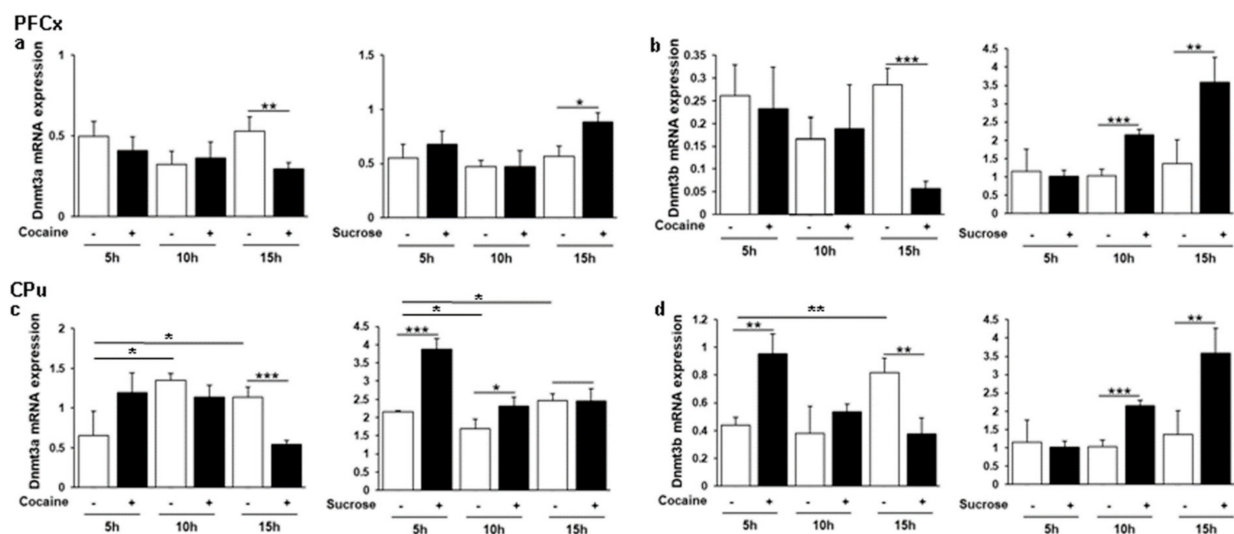 PFCx
a
Dnmt3a mRNA expression
1
0.5
0
**
Cocaine - + - + - +
5h 10h 15h
1.5
1
0.5
0
*
Sucrose - + - + - +
5h 10h 15h
b
Dnmt3b mRNA expression
0.35
0.3
0.25
0.2
0.15
0.1
0.05
0
***
Cocaine - + - + - +
5h 10h 15h
4.5
4
3.5
3
2.5
2
1.5
1
0.5
0
***
**
Sucrose - + - + - +
5h 10h 15h
CPu
c
Dnmt3a mRNA expression
2
1.5
1
0.5
0
*
*
***
Cocaine - + - + - +
5h 10h 15h
4.5
4
3.5
3
2.5
2
1.5
1
0.5
0
*
*
***
*
Sucrose - + - + - +
5h 10h 15h
d
Dnmt3b mRNA expression
1.2
1
0.8
0.6
0.4
0.2
0
**
**
**
Cocaine - + - + - +
5h 10h 15h
4.5
4
3.5
3
2.5
2
1.5
1
0.5
0
***
**
Sucrose - + - + - +
5h 10h 15h